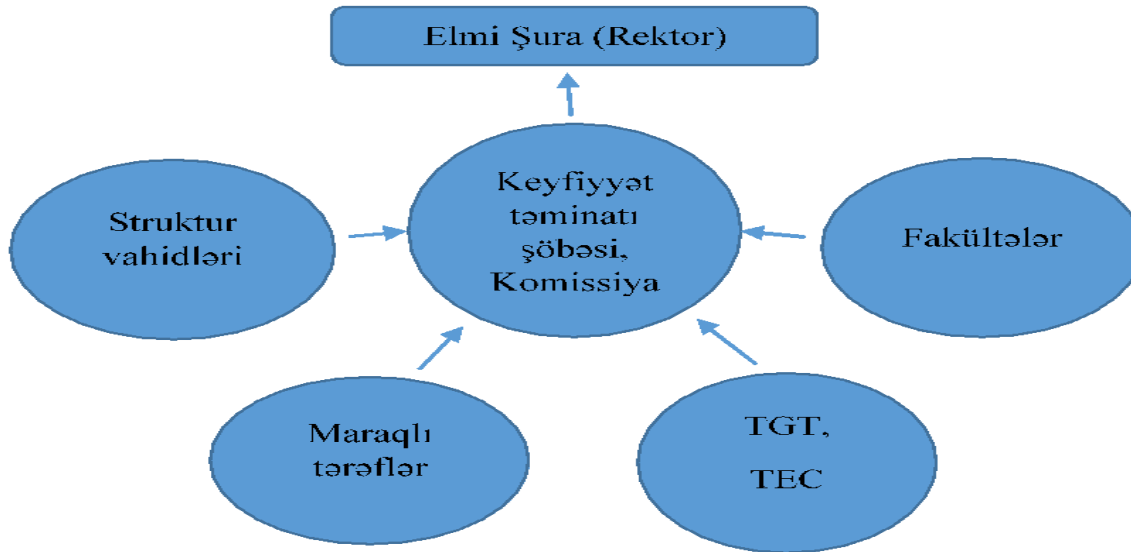 Elmi Şura (Rektor)
Keyfiyyət
təminatı
şöbəsi,
Komissiya
Struktur
vahidləri
Fakültələr
Maraqlı
tərəflər
TGT,
TEC